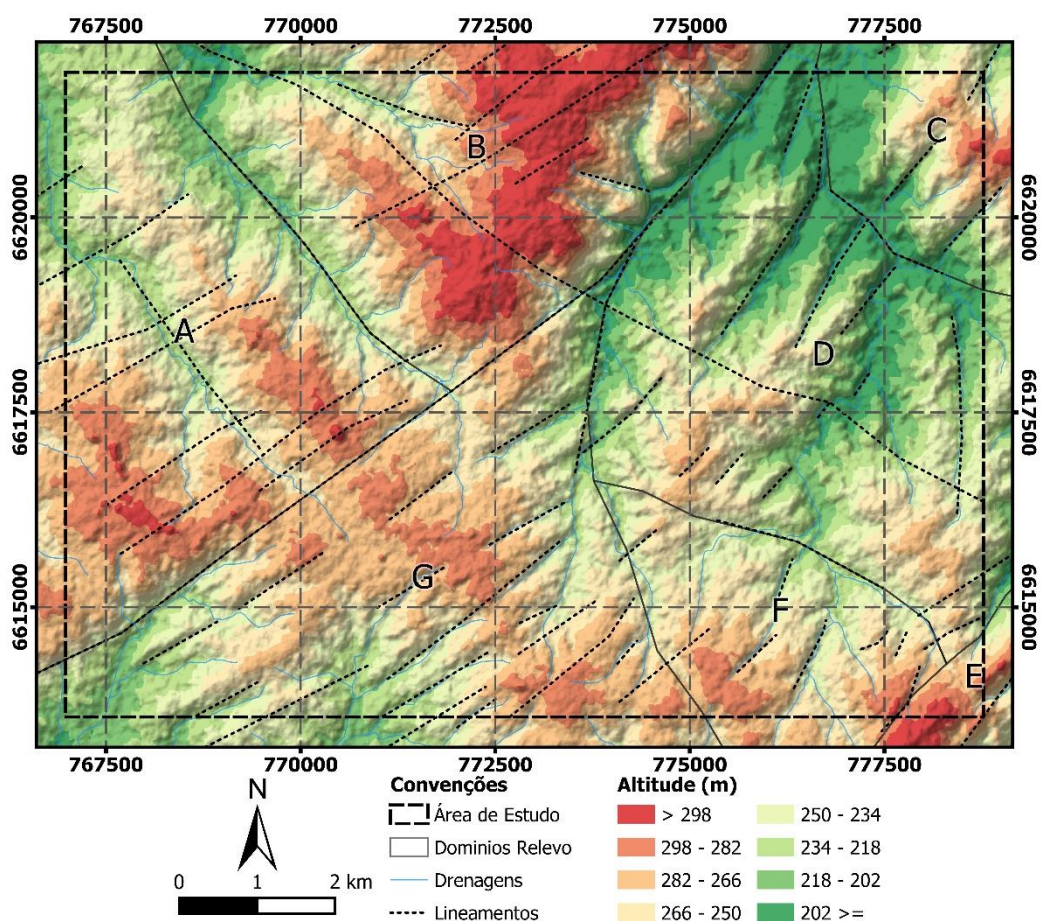 767500 770000 772500 775000 777500
B
C
6620000 6620000
A
D
6617500 6617500
G
F
6615000 6615000
E
767500 770000 772500 775000 777500
N
0 1 2 km
Convenções
Área de Estudo
Dominios Relevo
Drenagens
Lineamentos
Altitude (m)
> 298
298 - 282
282 - 266
266 - 250
250 - 234
234 - 218
218 - 202
202 >=